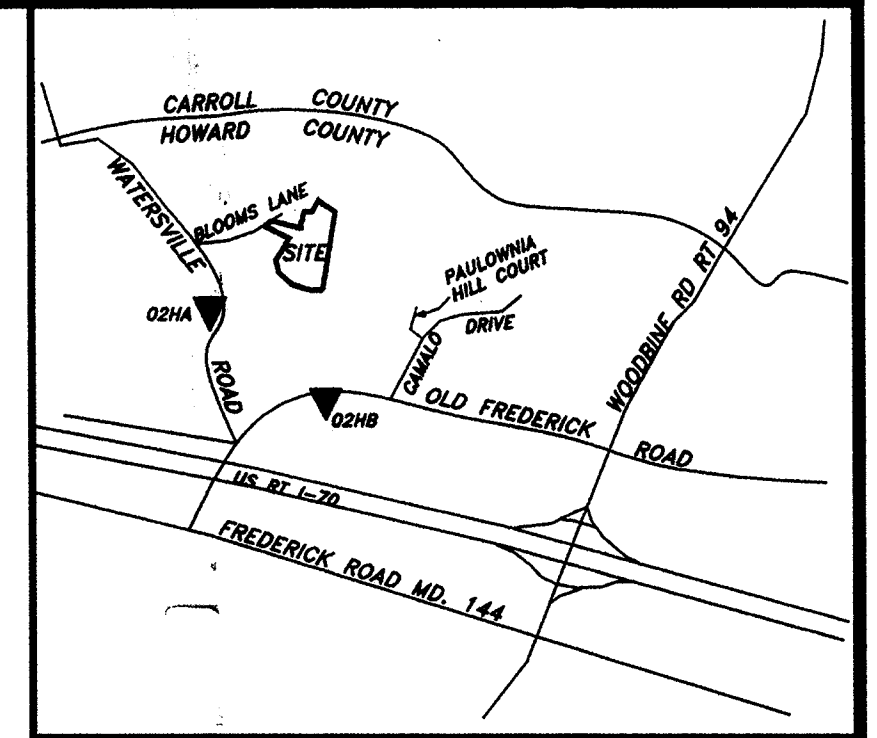 CARROLL COUNTY
HOWARD COUNTY
WATERSVILLE
BLOOMS LANE
SITE
PAULOWNIA
HILL COURT
WOODBINE RD RT 94
02HA
DRIVE
CAMALO
ROAD
02HB
OLD FREDERICK
ROAD
US RT I-70
FREDERICK ROAD MD. 144